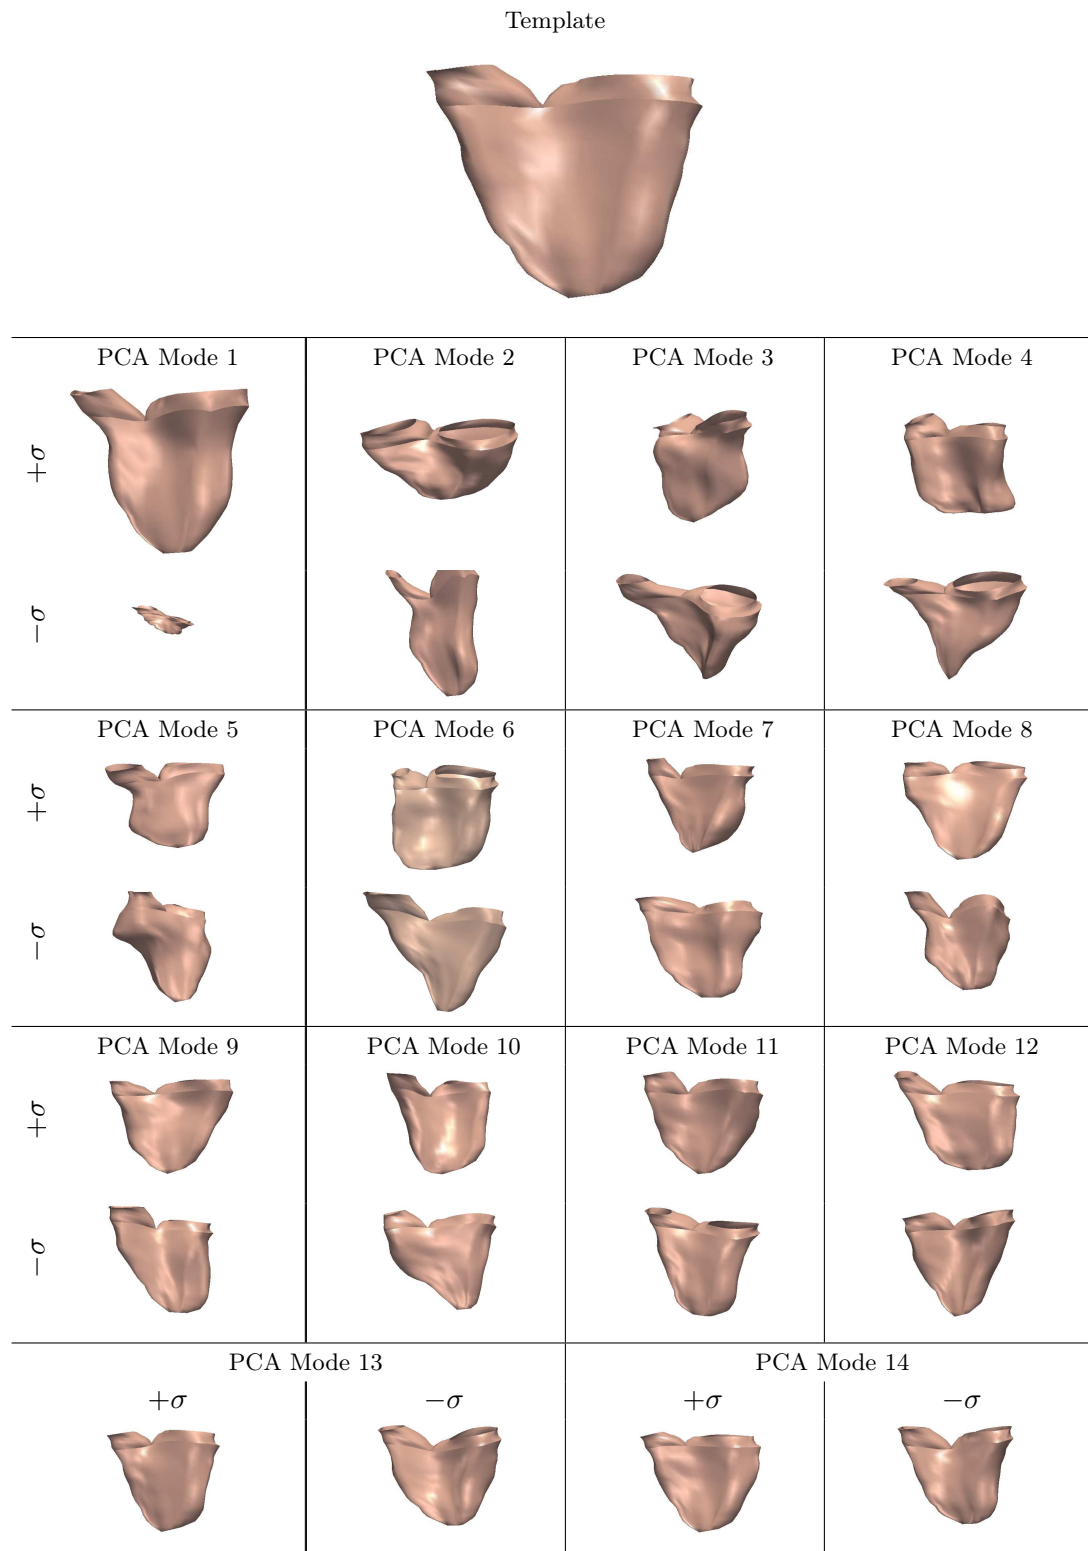 Template
PCA Mode 1 PCA Mode 2 PCA Mode 3 PCA Mode 4
+σ
−σ
PCA Mode 5 PCA Mode 6 PCA Mode 7 PCA Mode 8
+σ
−σ
PCA Mode 9 PCA Mode 10 PCA Mode 11 PCA Mode 12
+σ
−σ
PCA Mode 13 PCA Mode 14
+σ −σ +σ −σ